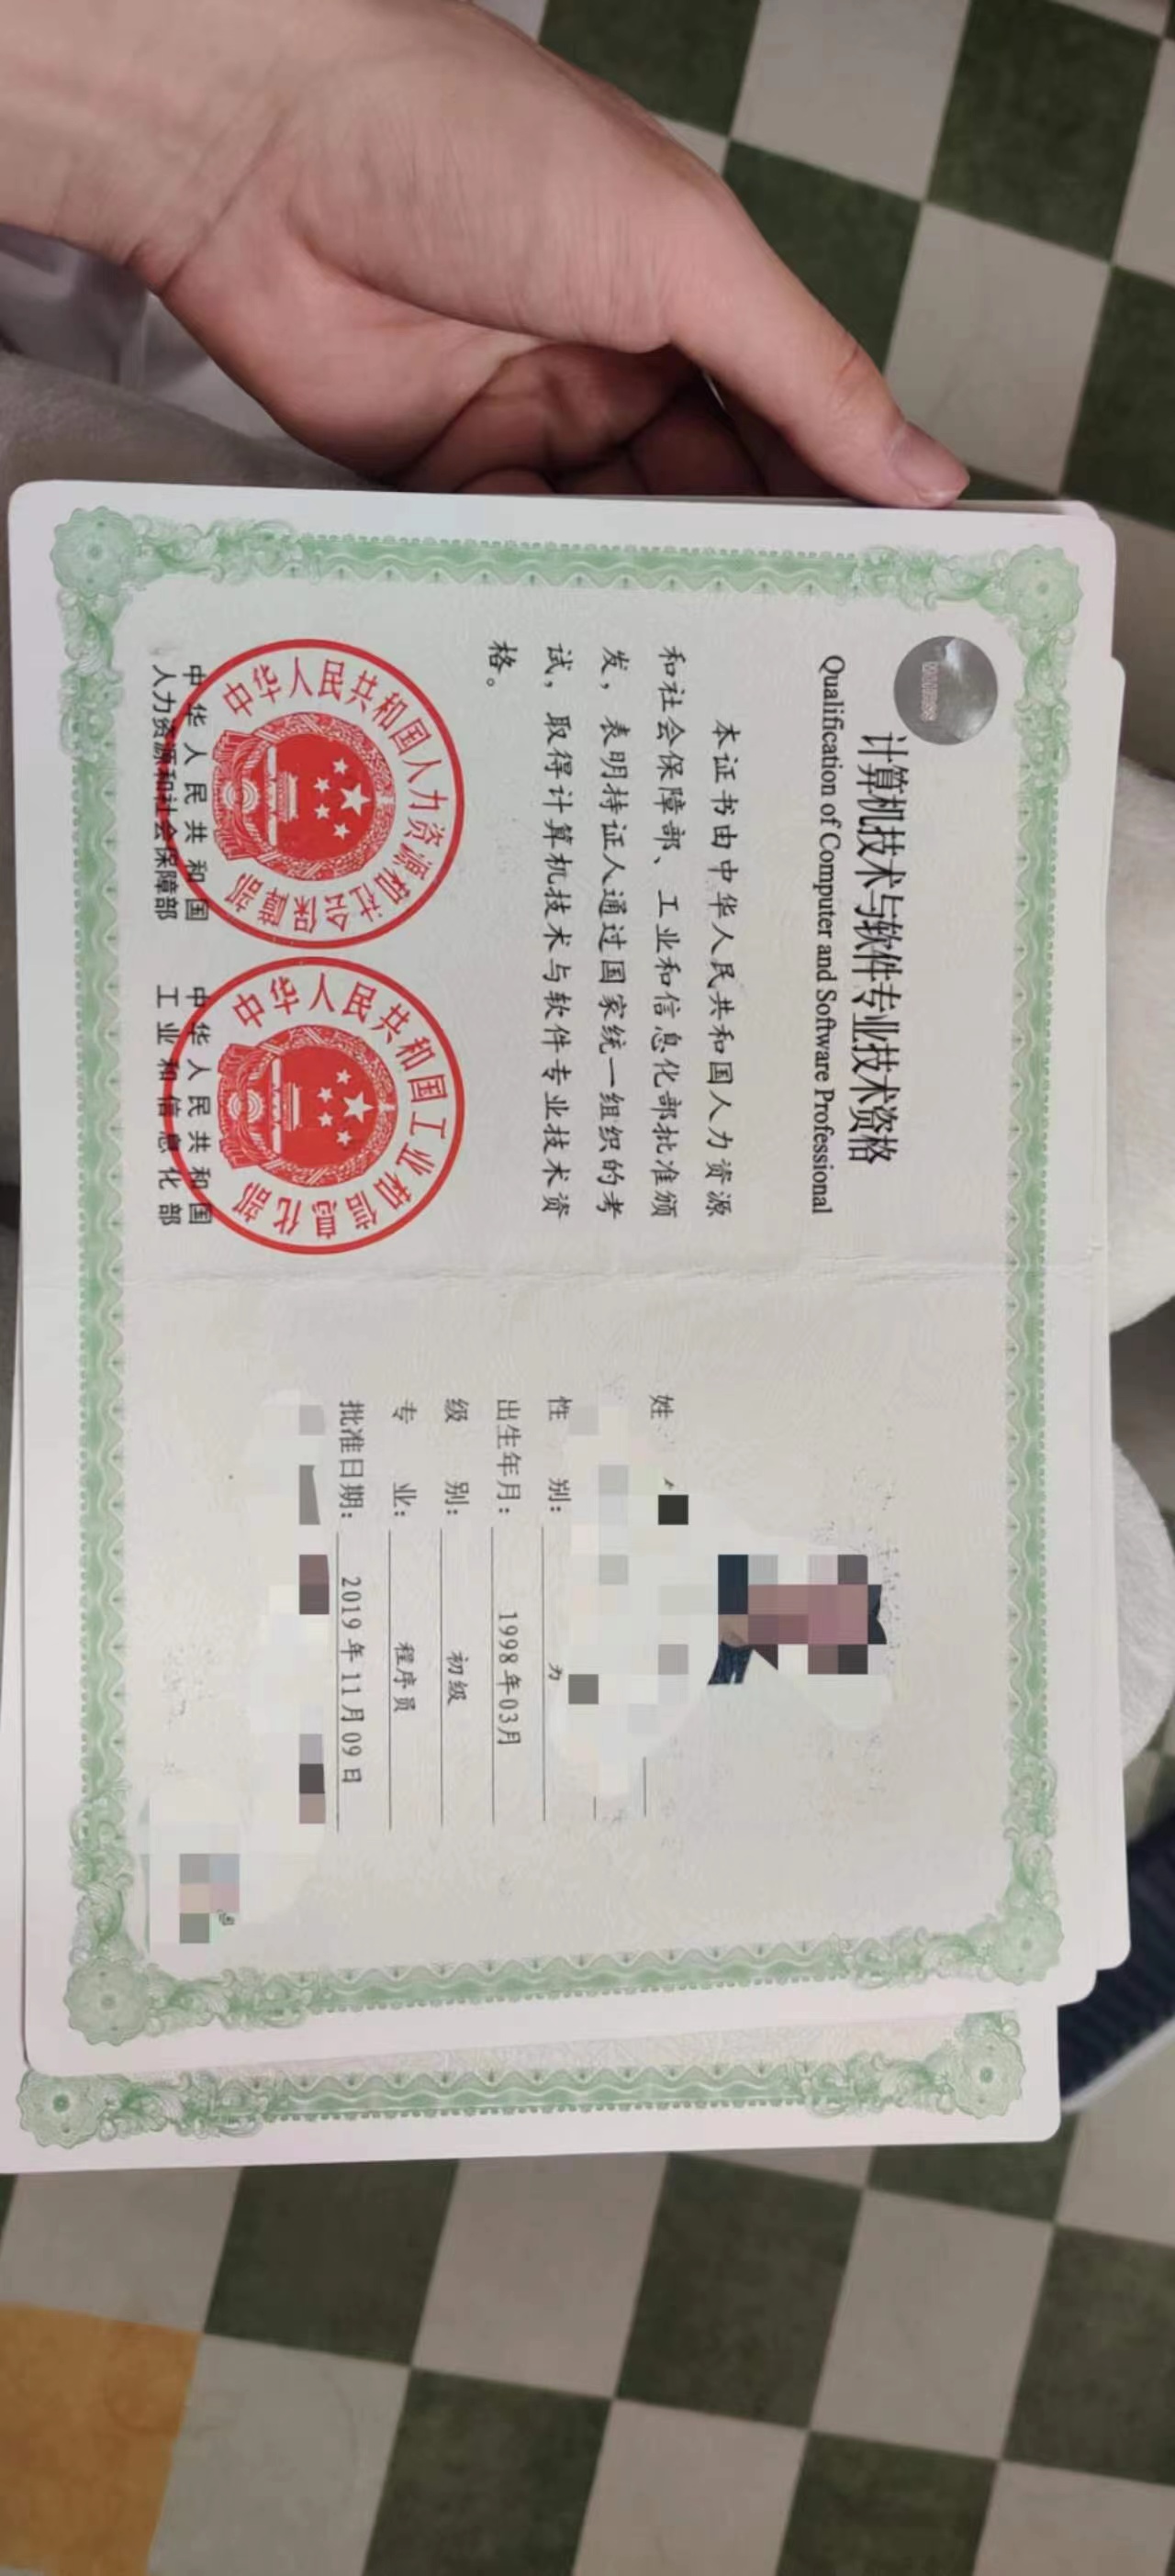 计算机技术与软件专业技术资格
Qualification of Computer and Software Professional
本证书由中华人民共和国人力资源
和社会保障部、工业和信息化部批准颁
发，表明持证人通过国家统一组织的考
试，取得计算机技术与软件专业技术资
格。
中华人民共和国人力资源和社会保障部
中华人民共和国工业和信息化部
中华人民共和国
人力资源和社会保障部
中华人民共和国
工业和信息化部
姓
性 别：
出生年月： 1998年03月
级 别： 初级
专 业： 程序员
批准日期： 2019年11月09日